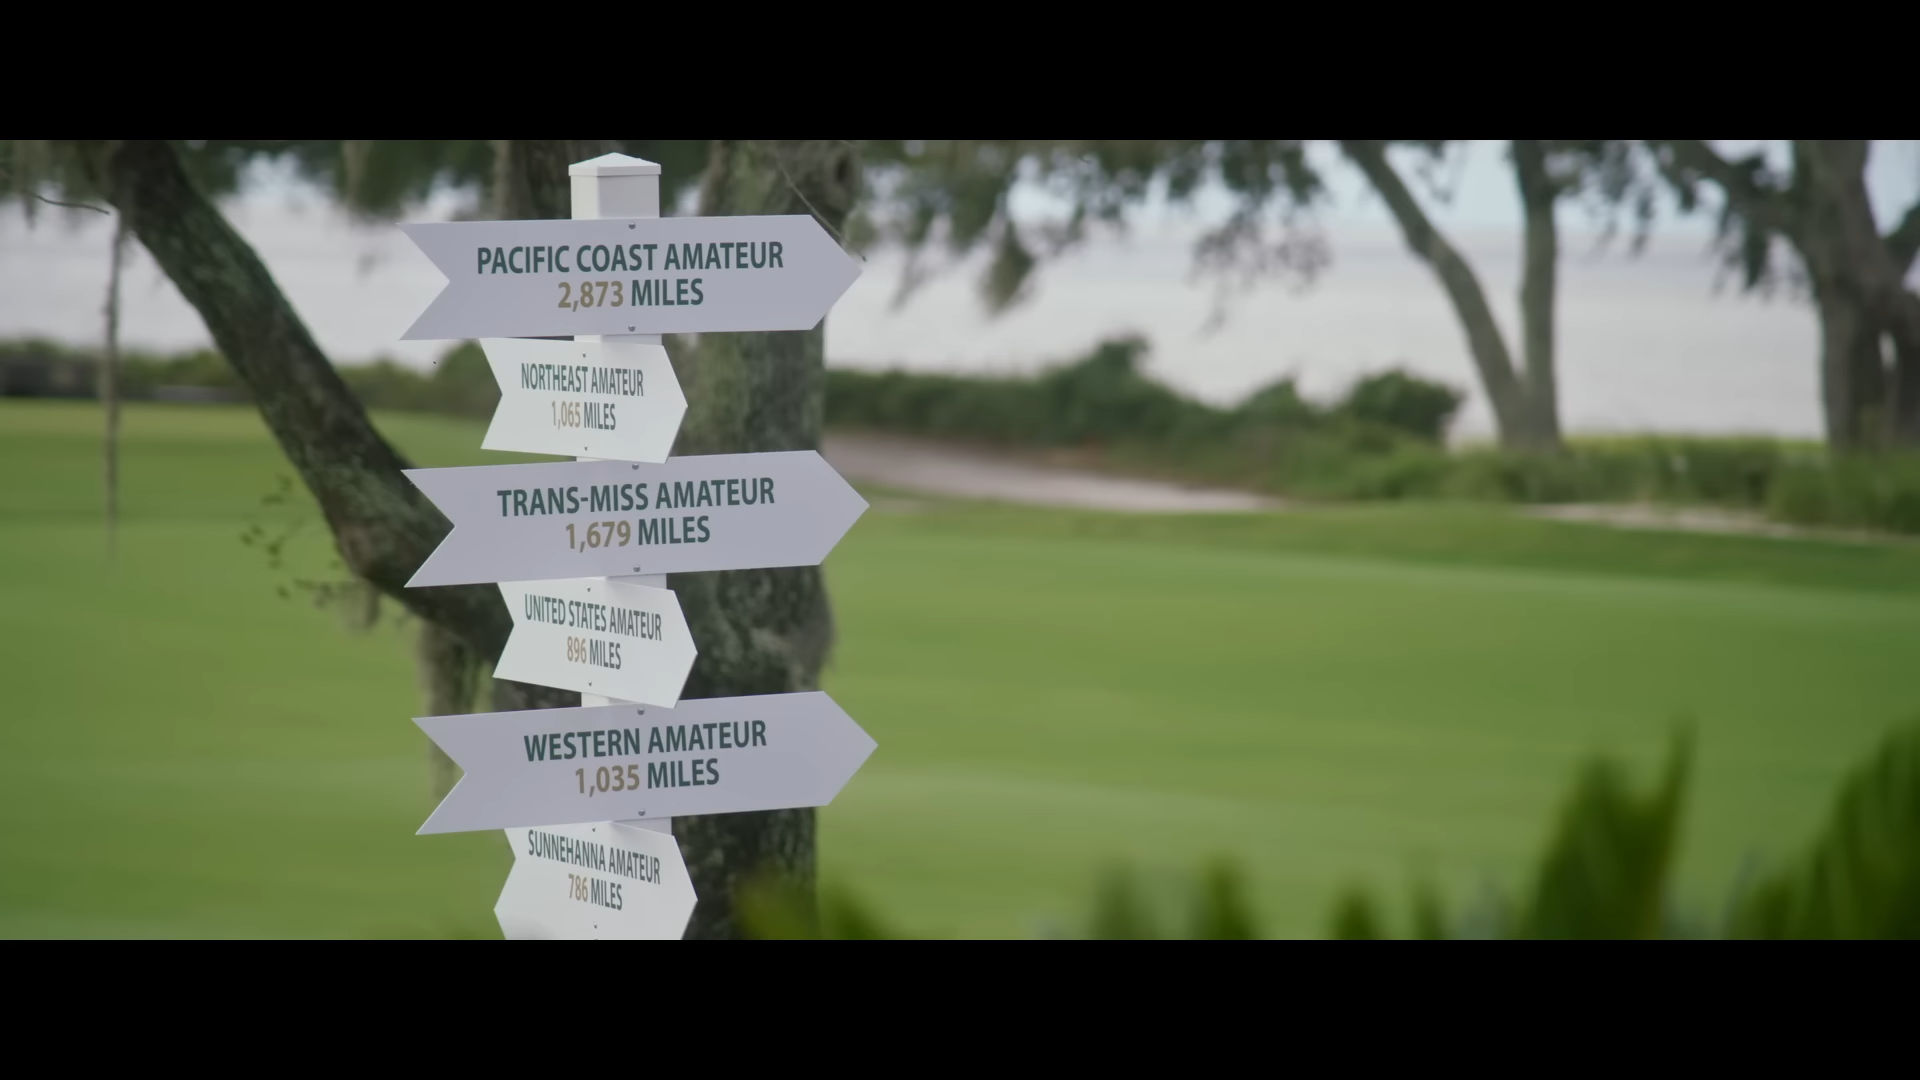 PACIFIC COAST AMATEUR
2,873 MILES
NORTHEAST AMATEUR
1,065 MILES
TRANS-MISS AMATEUR
1,679 MILES
UNITED STATES AMATEUR
896 MILES
WESTERN AMATEUR
1,035 MILES
SUNNEHANNA AMATEUR
786 MILES